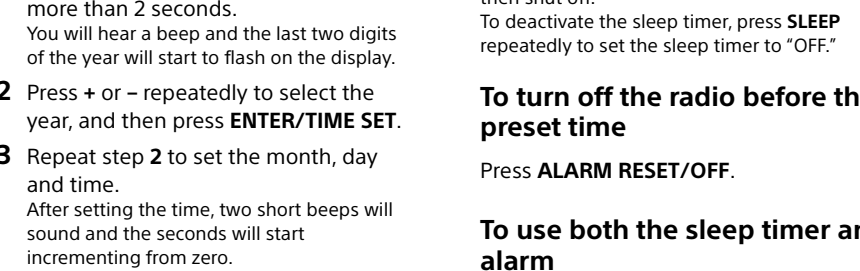 more than 2 seconds.
You will hear a beep and the last two digits
of the year will start to flash on the display.
2 Press + or – repeatedly to select the
year, and then press ENTER/TIME SET.
3 Repeat step 2 to set the month, day
and time.
After setting the time, two short beeps will
sound and the seconds will start
incrementing from zero.
then shut off.
To deactivate the sleep timer, press SLEEP
repeatedly to set the sleep timer to “OFF.”
To turn off the radio before th
preset time
Press ALARM RESET/OFF.
To use both the sleep timer an
alarm